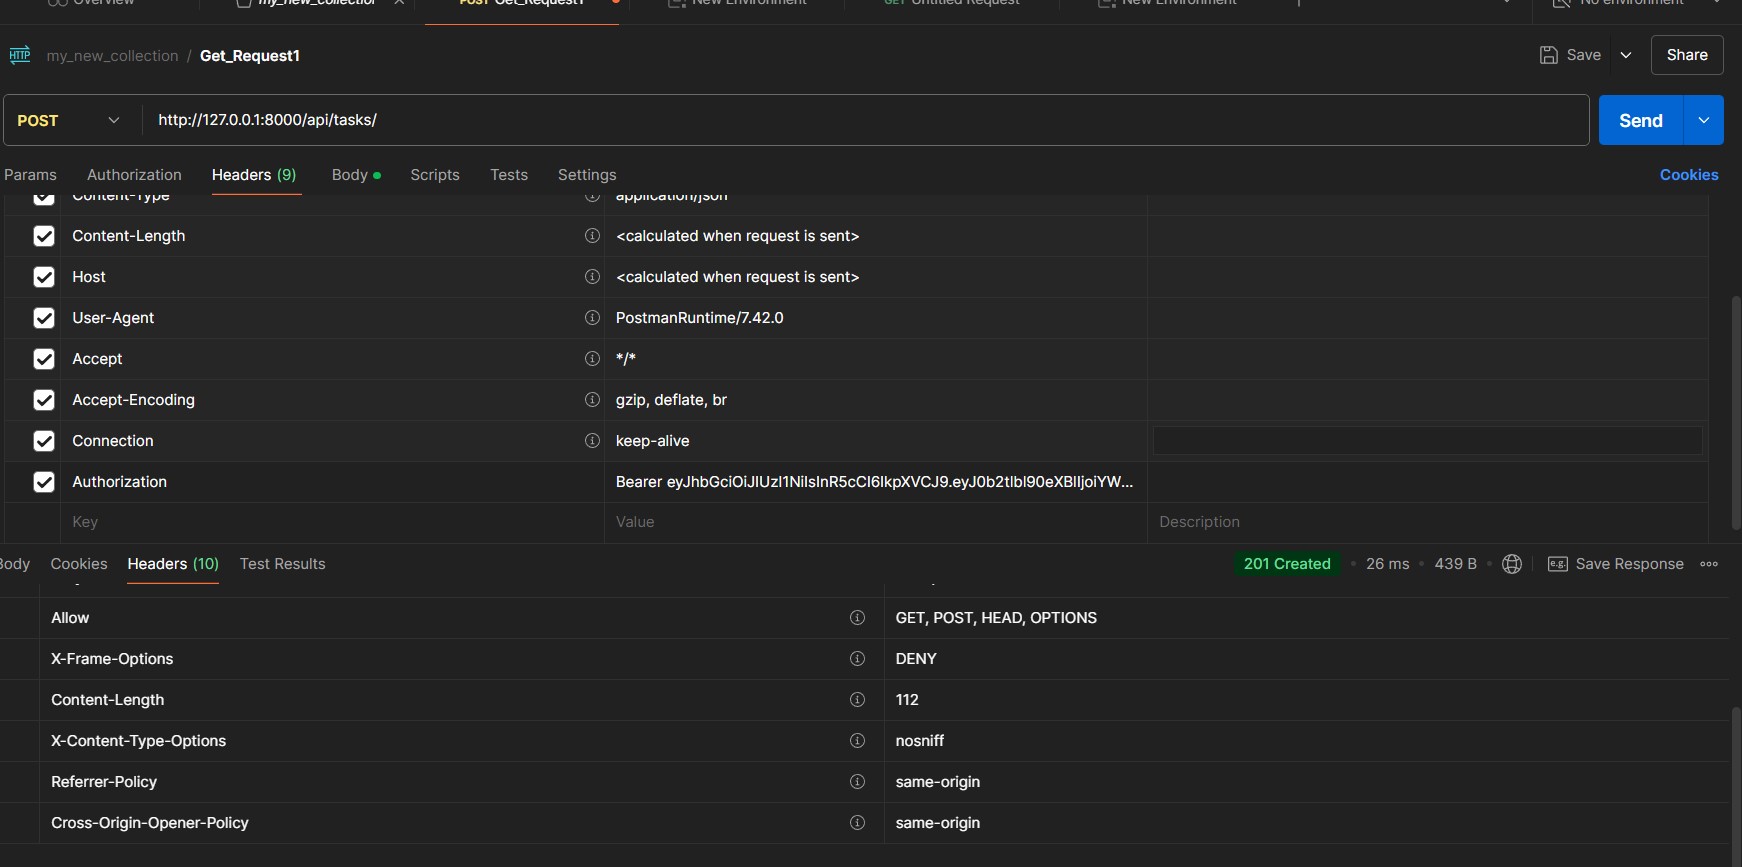 Overview my_new_collection POST Get_Request1 New Environment GET Untitled Request New Environment No environment
HTTP my_new_collection / Get_Request1 Save Share
POST http://127.0.0.1:8000/api/tasks/ Send
Params Authorization Headers (9) Body Scripts Tests Settings Cookies
Content-Type application/json
Content-Length <calculated when request is sent>
Host <calculated when request is sent>
User-Agent PostmanRuntime/7.42.0
Accept */*
Accept-Encoding gzip, deflate, br
Connection keep-alive
Authorization Bearer eyJhbGciOiJIUzI1NiIsInR5cCI6IkpXVCJ9.eyJ0b2tlbl90eXBlIjoiYW...
Key Value Description
Body Cookies Headers (10) Test Results 201 Created 26 ms 439 B e.g. Save Response
Allow GET, POST, HEAD, OPTIONS
X-Frame-Options DENY
Content-Length 112
X-Content-Type-Options nosniff
Referrer-Policy same-origin
Cross-Origin-Opener-Policy same-origin